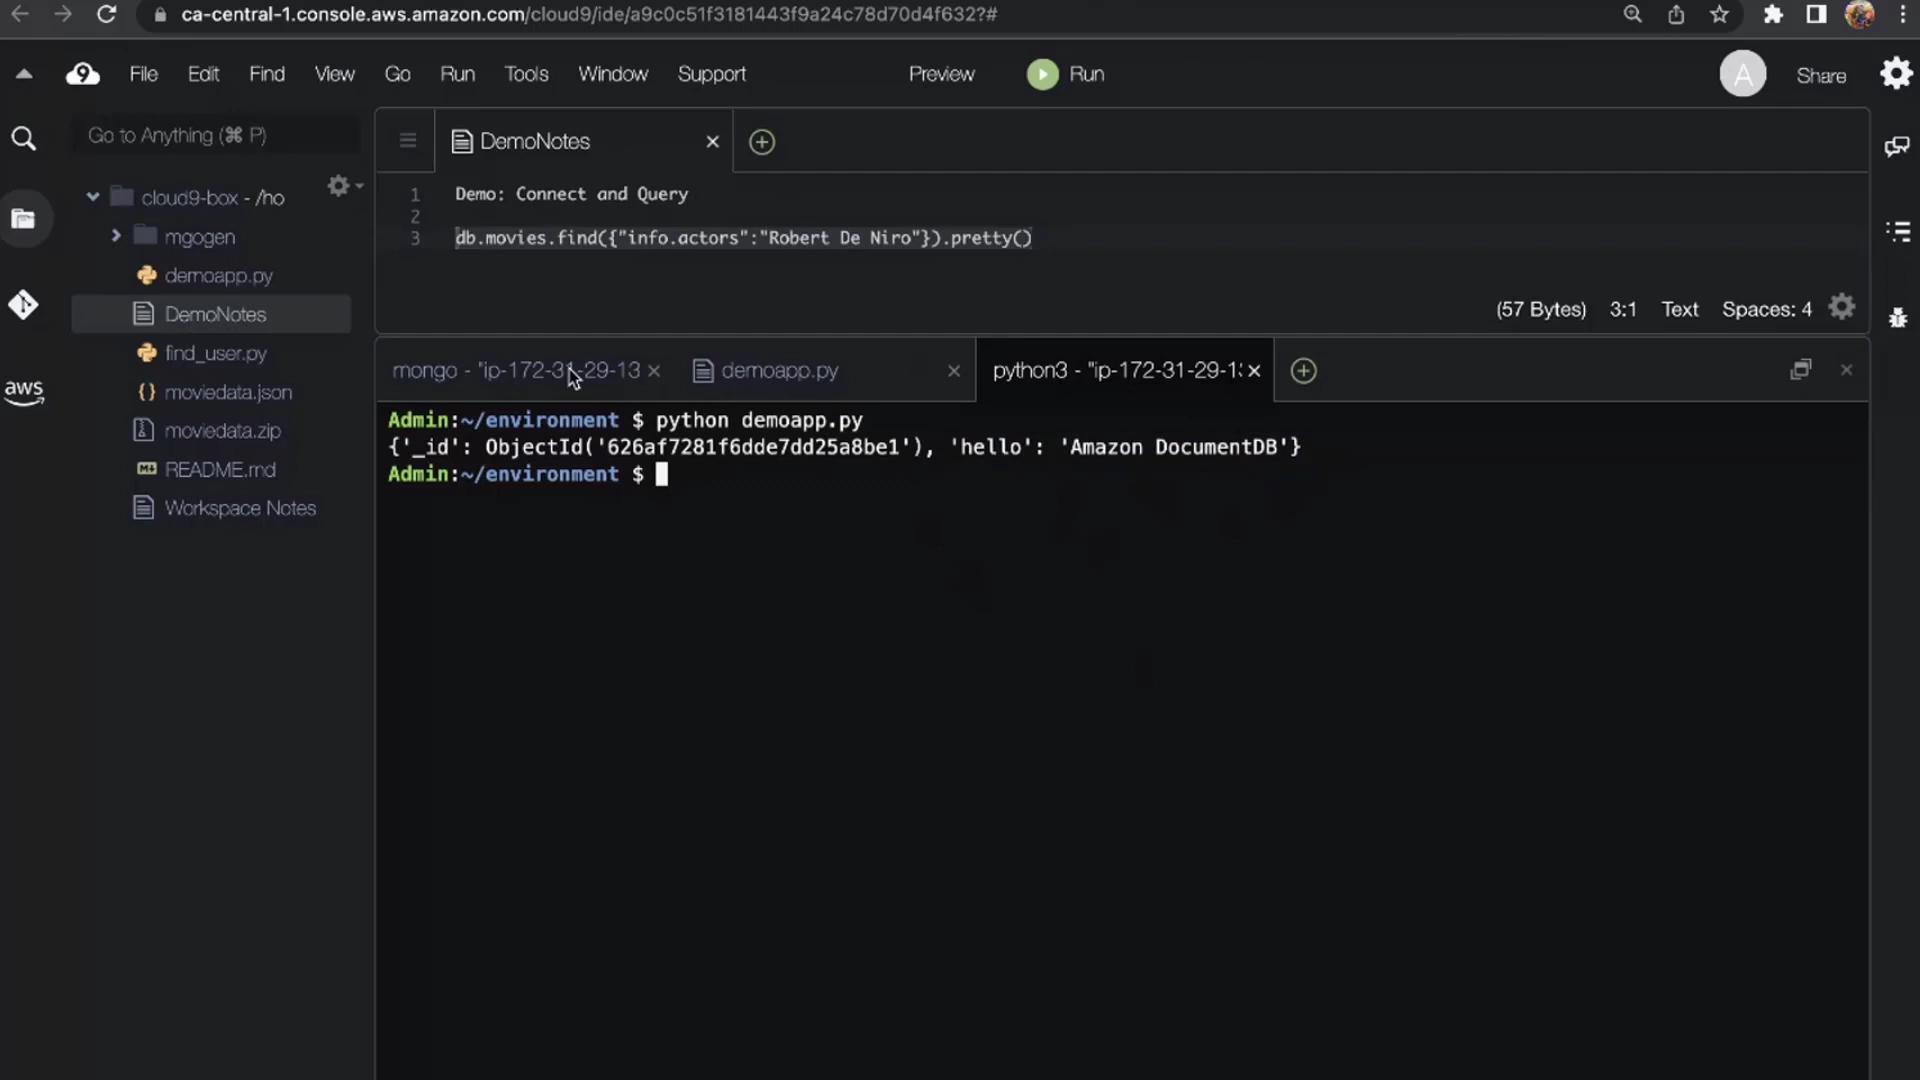 ca-central-1.console.aws.amazon.com/cloud9/ide/a9c0c51f3181443f9a24c78d70d4f632?#
9 File Edit Find View Go Run Tools Window Support Preview Run A Share
Go to Anything (⌘ P)
DemoNotes
cloud9-box - /ho
mgogen
demoapp.py
DemoNotes
find_user.py
moviedata.json
moviedata.zip
README.md
Workspace Notes
aws
1 Demo: Connect and Query
2
3 db.movies.find({"info.actors":"Robert De Niro"}).pretty()
(57 Bytes) 3:1 Text Spaces: 4
mongo - "ip-172-31-29-13 demoapp.py python3 - "ip-172-31-29-1
Admin:~/environment $ python demoapp.py
{'_id': ObjectId('626af7281f6dde7dd25a8be1'), 'hello': 'Amazon DocumentDB'}
Admin:~/environment $